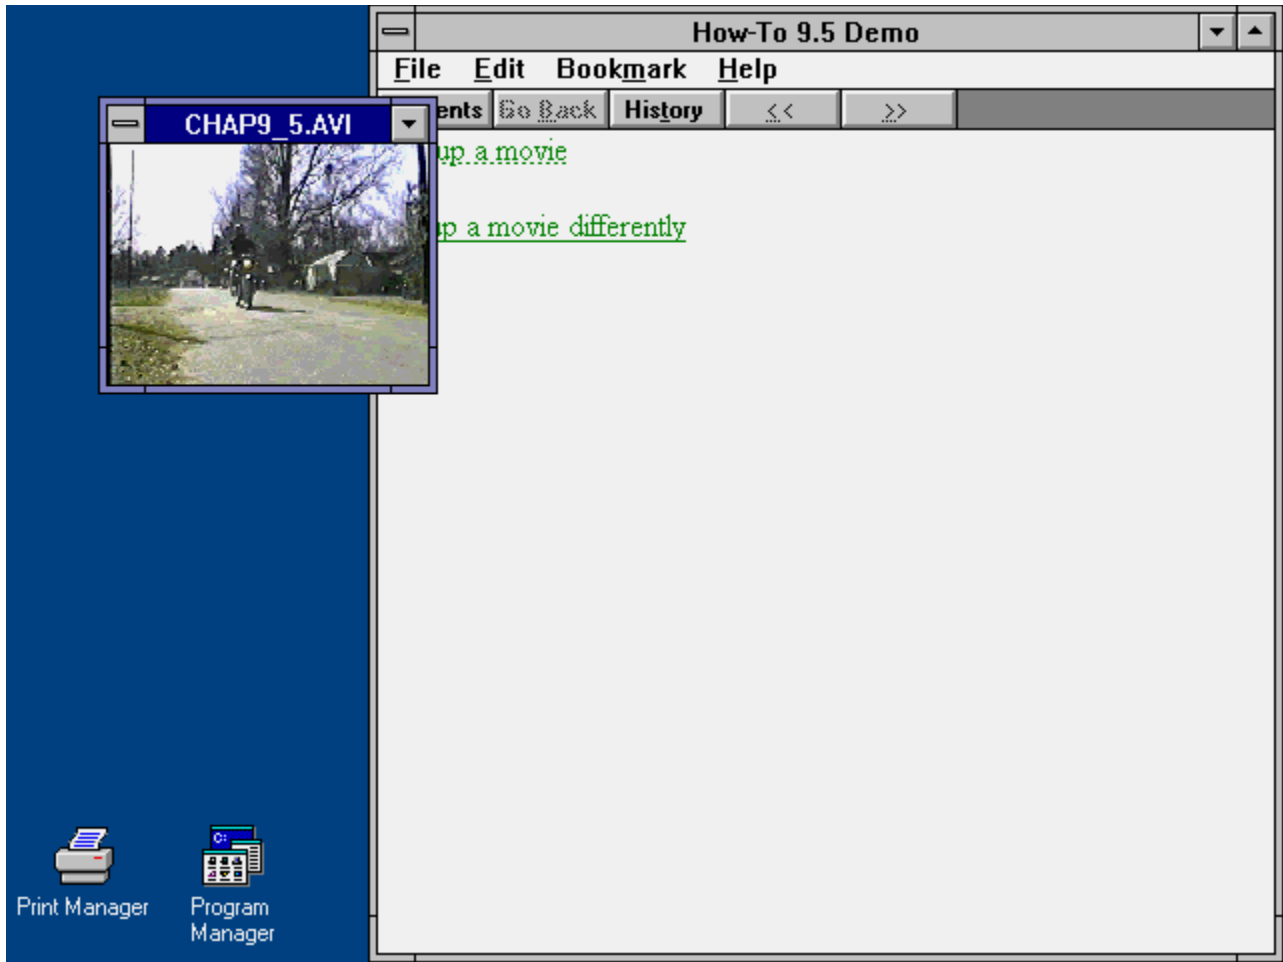 How-To 9.5 Demo
File Edit Bookmark Help
ents Go Back History << >>
CHAP9_5.AVI
up a movie
up a movie differently
C:
Print Manager
Program
Manager